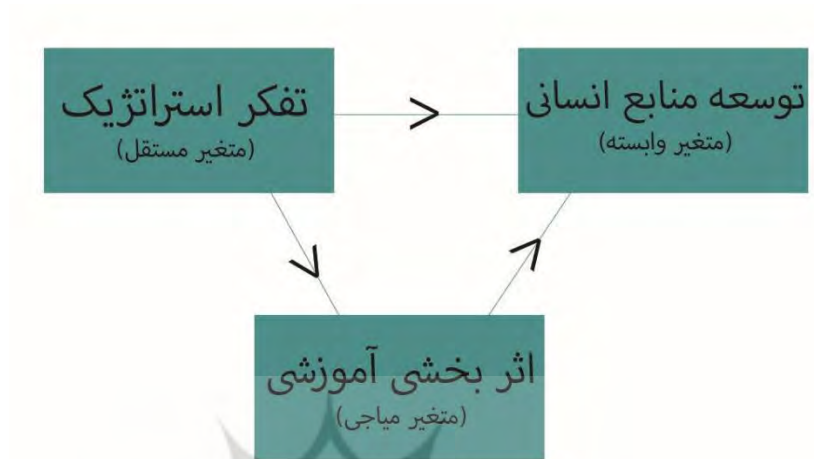 توسعه منابع انسانی
(متغیر وابسته)
تفکر استراتژیک
(متغیر مستقل)
اثر بخشی آموزشی
(متغیر میاجی)